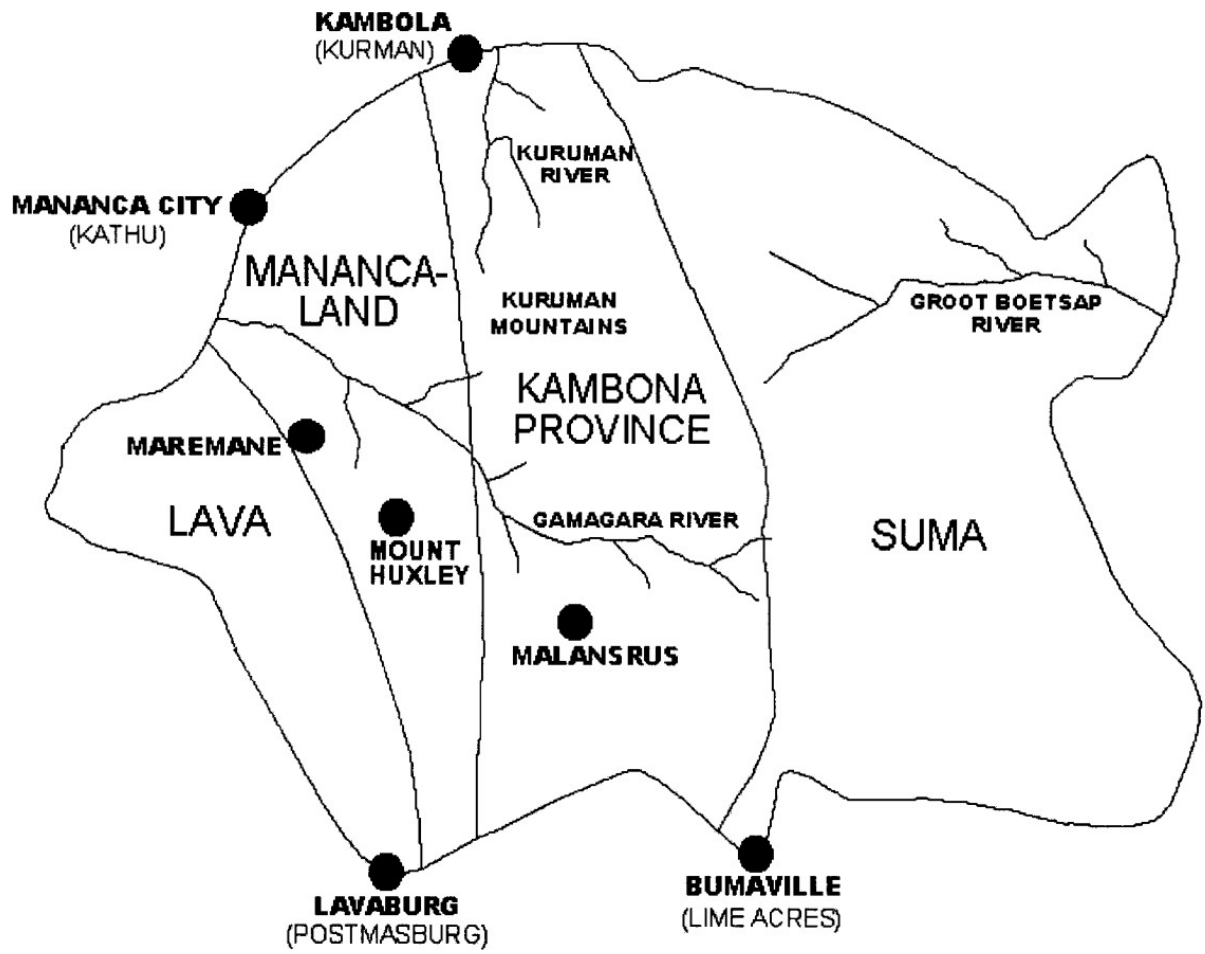 KAMBOLA
(KURMAN)
KURUMAN
RIVER
MANANCA CITY
(KATHU)
MANANCA-
LAND
KURUMAN
MOUNTAINS
GROOT BOETSAP
RIVER
KAMBONA
PROVINCE
MAREMANE
LAVA
GAMAGARA RIVER
SUMA
MOUNT
HUXLEY
MALANSRUS
LAVABURG
(POSTMASBURG)
BUMAVILLE
(LIME ACRES)